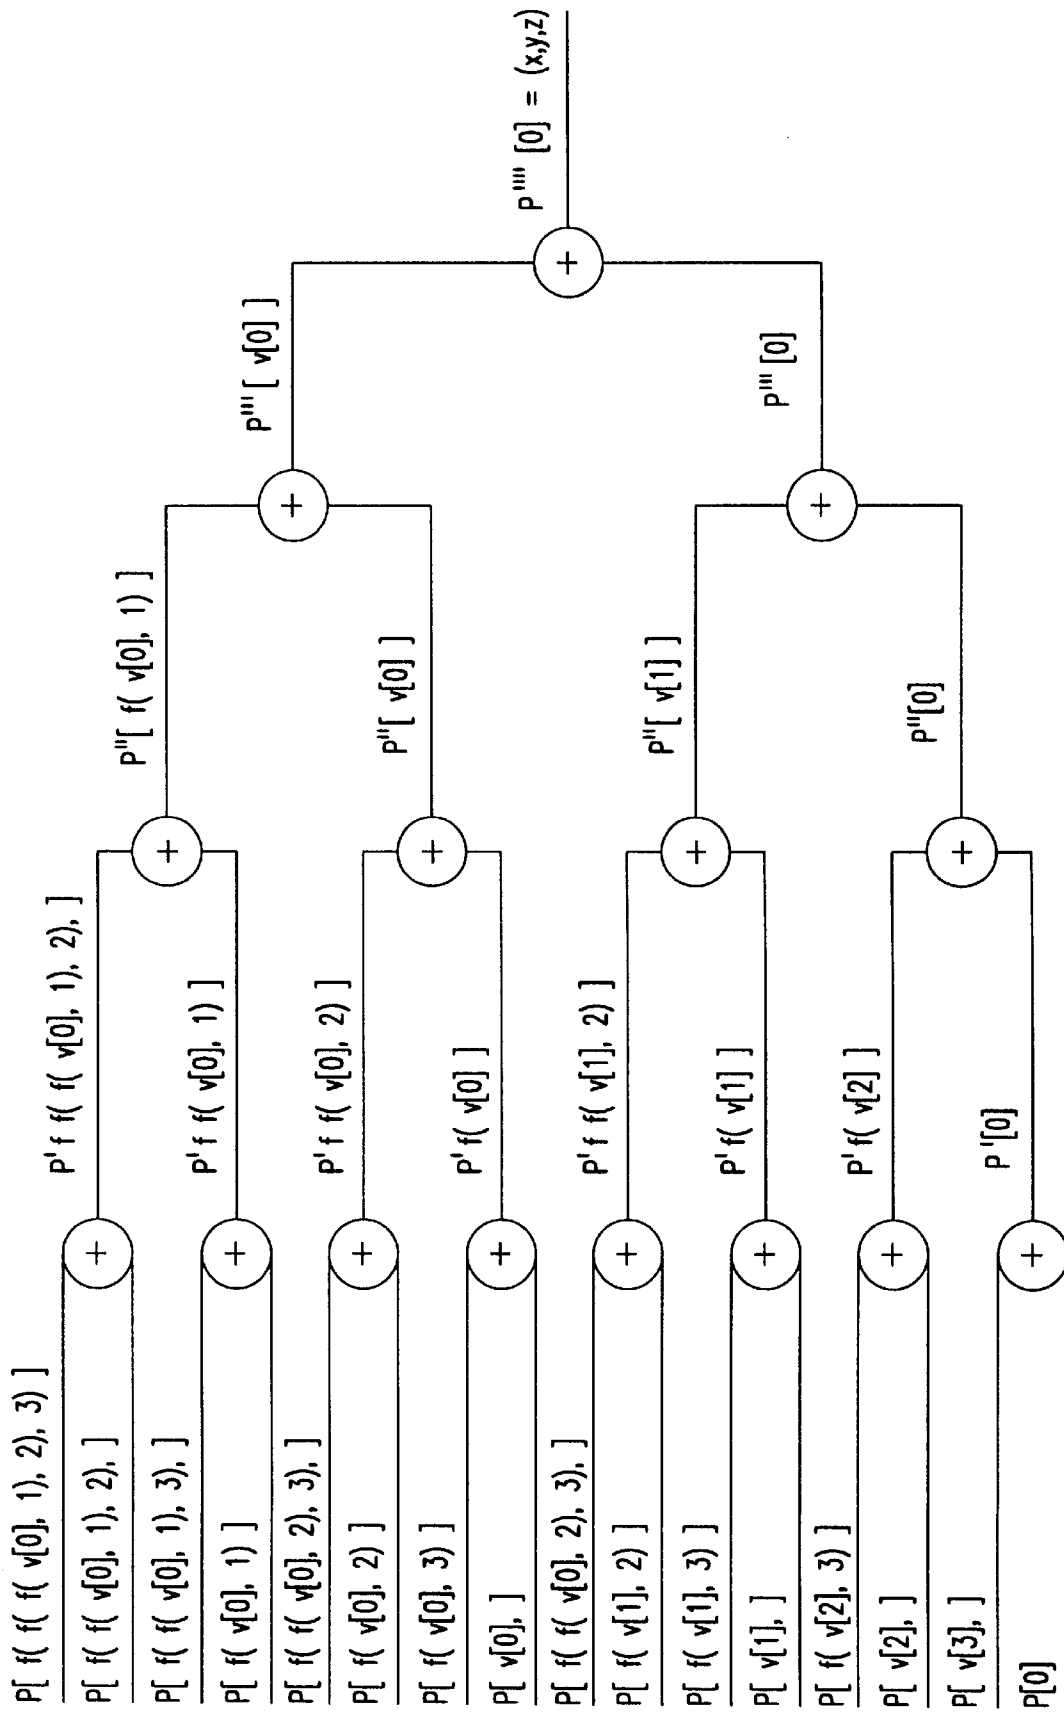 P[ f( f( f( v[0], 1), 2), 3) ]
P[ f( f( v[0], 1), 2), ]
P[ f( f( v[0], 1), 3), ]
P[ f( v[0], 1) ]
P[ f( f( v[0], 2), 3), ]
P[ f( v[0], 2) ]
P[ f( v[0], 3) ]
P[ v[0], ]
P[ f( f( v[0], 2), 3), ]
P[ f( v[1], 2) ]
P[ f( v[1], 3) ]
P[ v[1], ]
P[ f( v[2], 3) ]
P[ v[2], ]
P[ v[3], ]
P[0]
+
+
+
+
+
+
+
+
P'f f( f( v[0], 1), 2), ]
P'f f( v[0], 1) ]
P'f f( v[0], 2) ]
P'f( v[0] ]
P'f f( v[1], 2) ]
P'f( v[1] ]
P'f( v[2] ]
P'[0]
+
+
+
+
P''[ f( v[0], 1) ]
P''[ v[0] ]
P''[ v[1] ]
P''[0]
+
+
P'''[ v[0] ]
P'''[0]
+
P'''' [0] = (x,y,z)